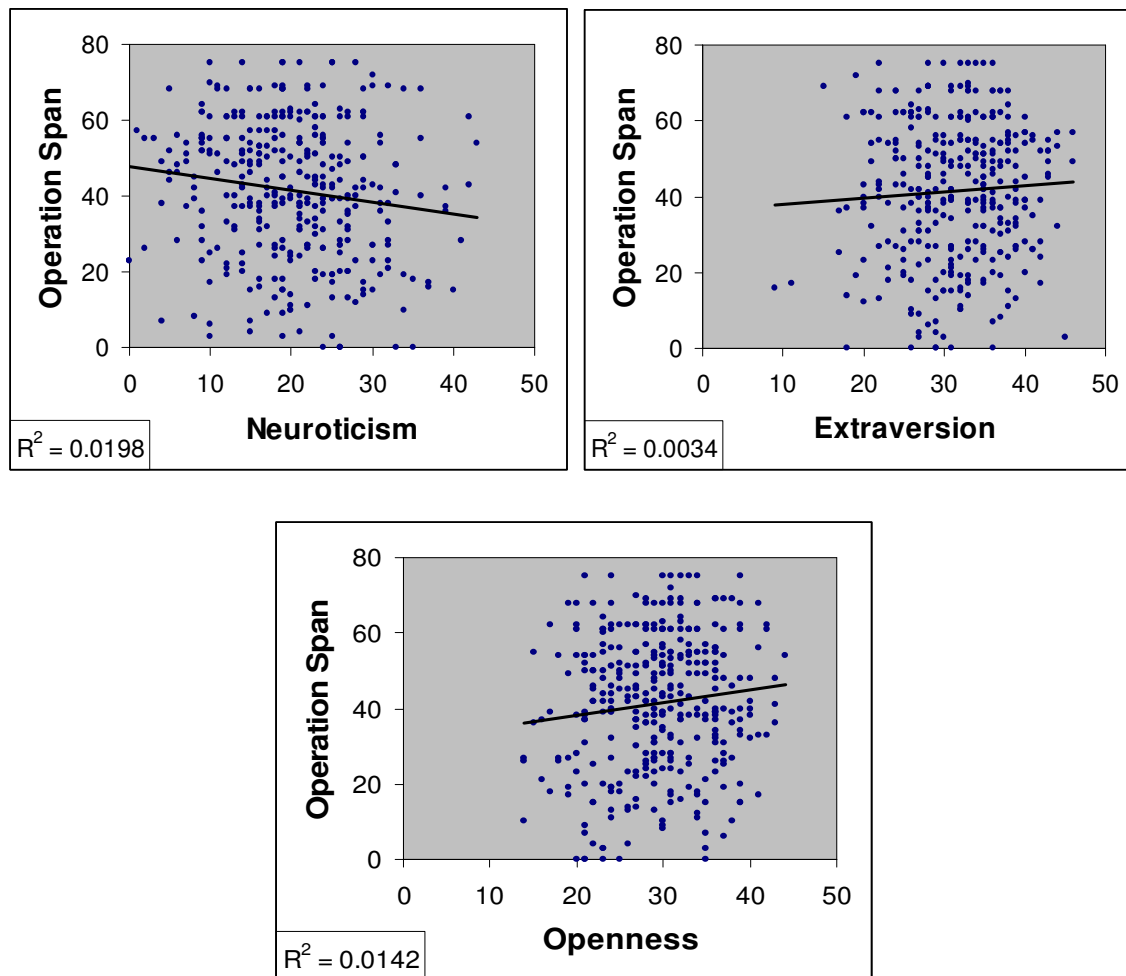 80
60
40
20
0
Operation Span
0 10 20 30 40 50
Neuroticism
R² = 0.0198
80
60
40
20
0
Operation Span
0 10 20 30 40 50
Extraversion
R² = 0.0034
80
60
40
20
0
Operation Span
0 10 20 30 40 50
Openness
R² = 0.0142